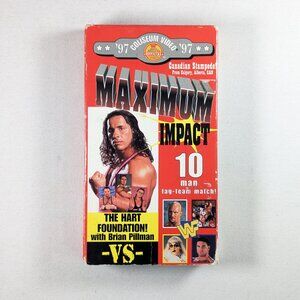 '97 COLISEUM VIDEO '97
Canadian Stampede!
From Calgary, Alberta, CAN
MAXIMUM
IMPACT
10
man
tag-team match!
THE HART
FOUNDATION!
with Brian Pillman
-VS-